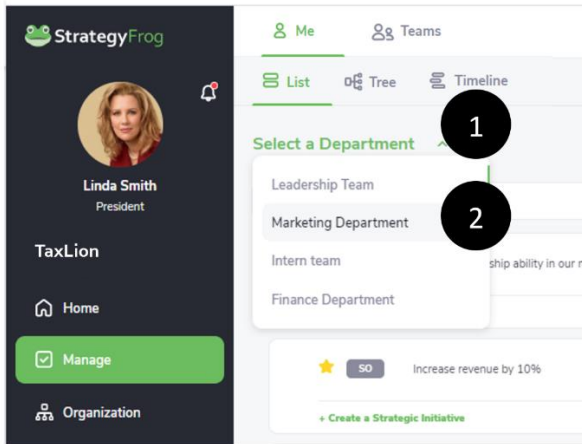 StrategyFrog
Me
Teams
List
Tree
Timeline
1
Select a Department
Leadership Team
Marketing Department
2
Intern team
ship ability in our
Finance Department
Linda Smith
President
TaxLion
Home
Manage
Organization
SO
Increase revenue by 10%
+ Create a Strategic Initiative